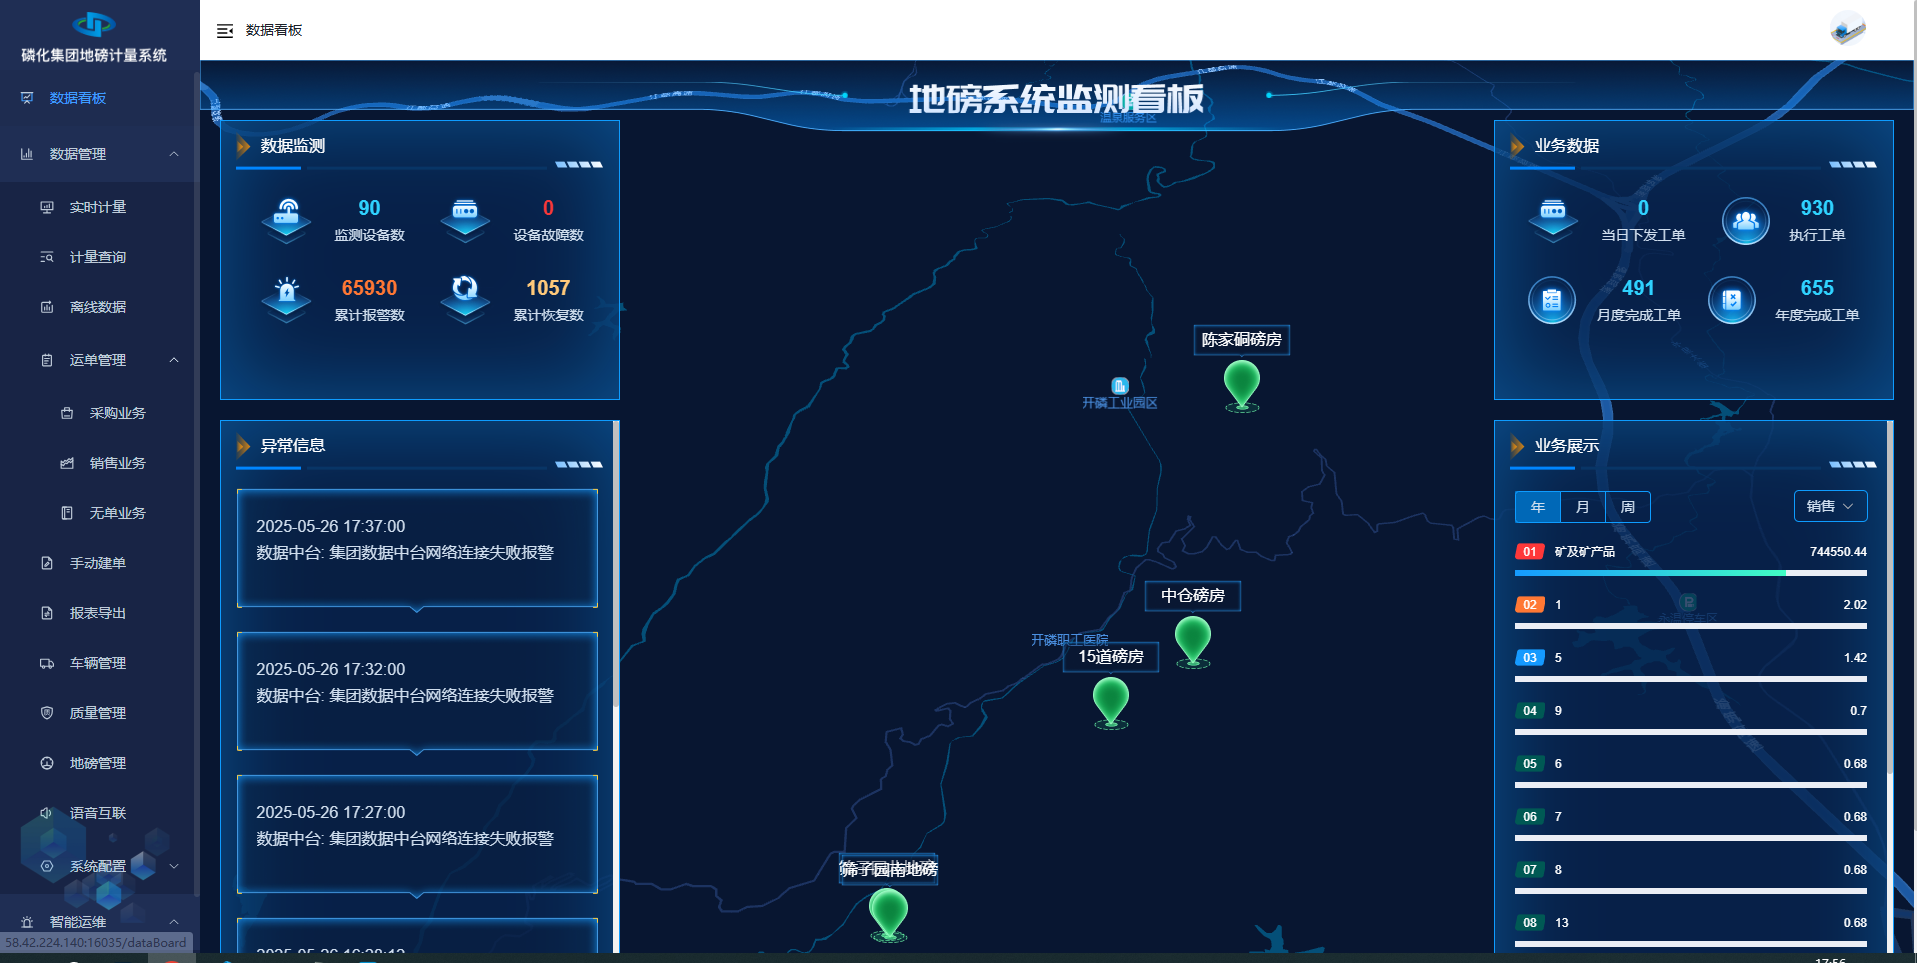 磷化集团地磅计量系统
数据看板
数据管理
实时计量
计量查询
离线数据
运单管理
采购业务
销售业务
无单业务
手动建单
报表导出
车辆管理
质量管理
地磅管理
语音互联
系统配置
智能运维
58.42.224.140:16035/dataBoard
数据看板
地磅系统监测看板
温泉服务区
数据监测
90
监测设备数
0
设备故障数
65930
累计报警数
1057
累计恢复数
异常信息
2025-05-26 17:37:00
数据中台: 集团数据中台网络连接失败报警
2025-05-26 17:32:00
数据中台: 集团数据中台网络连接失败报警
2025-05-26 17:27:00
数据中台: 集团数据中台网络连接失败报警
陈家硐磅房
开磷工业园区
中仓磅房
开磷职工医院
15道磅房
业务数据
0
当日下发工单
930
执行工单
491
月度完成工单
655
年度完成工单
业务展示
年
月
周
销售
01 矿及矿产品 744550.44
02 1 2.02
03 5 1.42
04 9 0.7
05 6 0.68
06 7 0.68
07 8 0.68
08 13 0.68